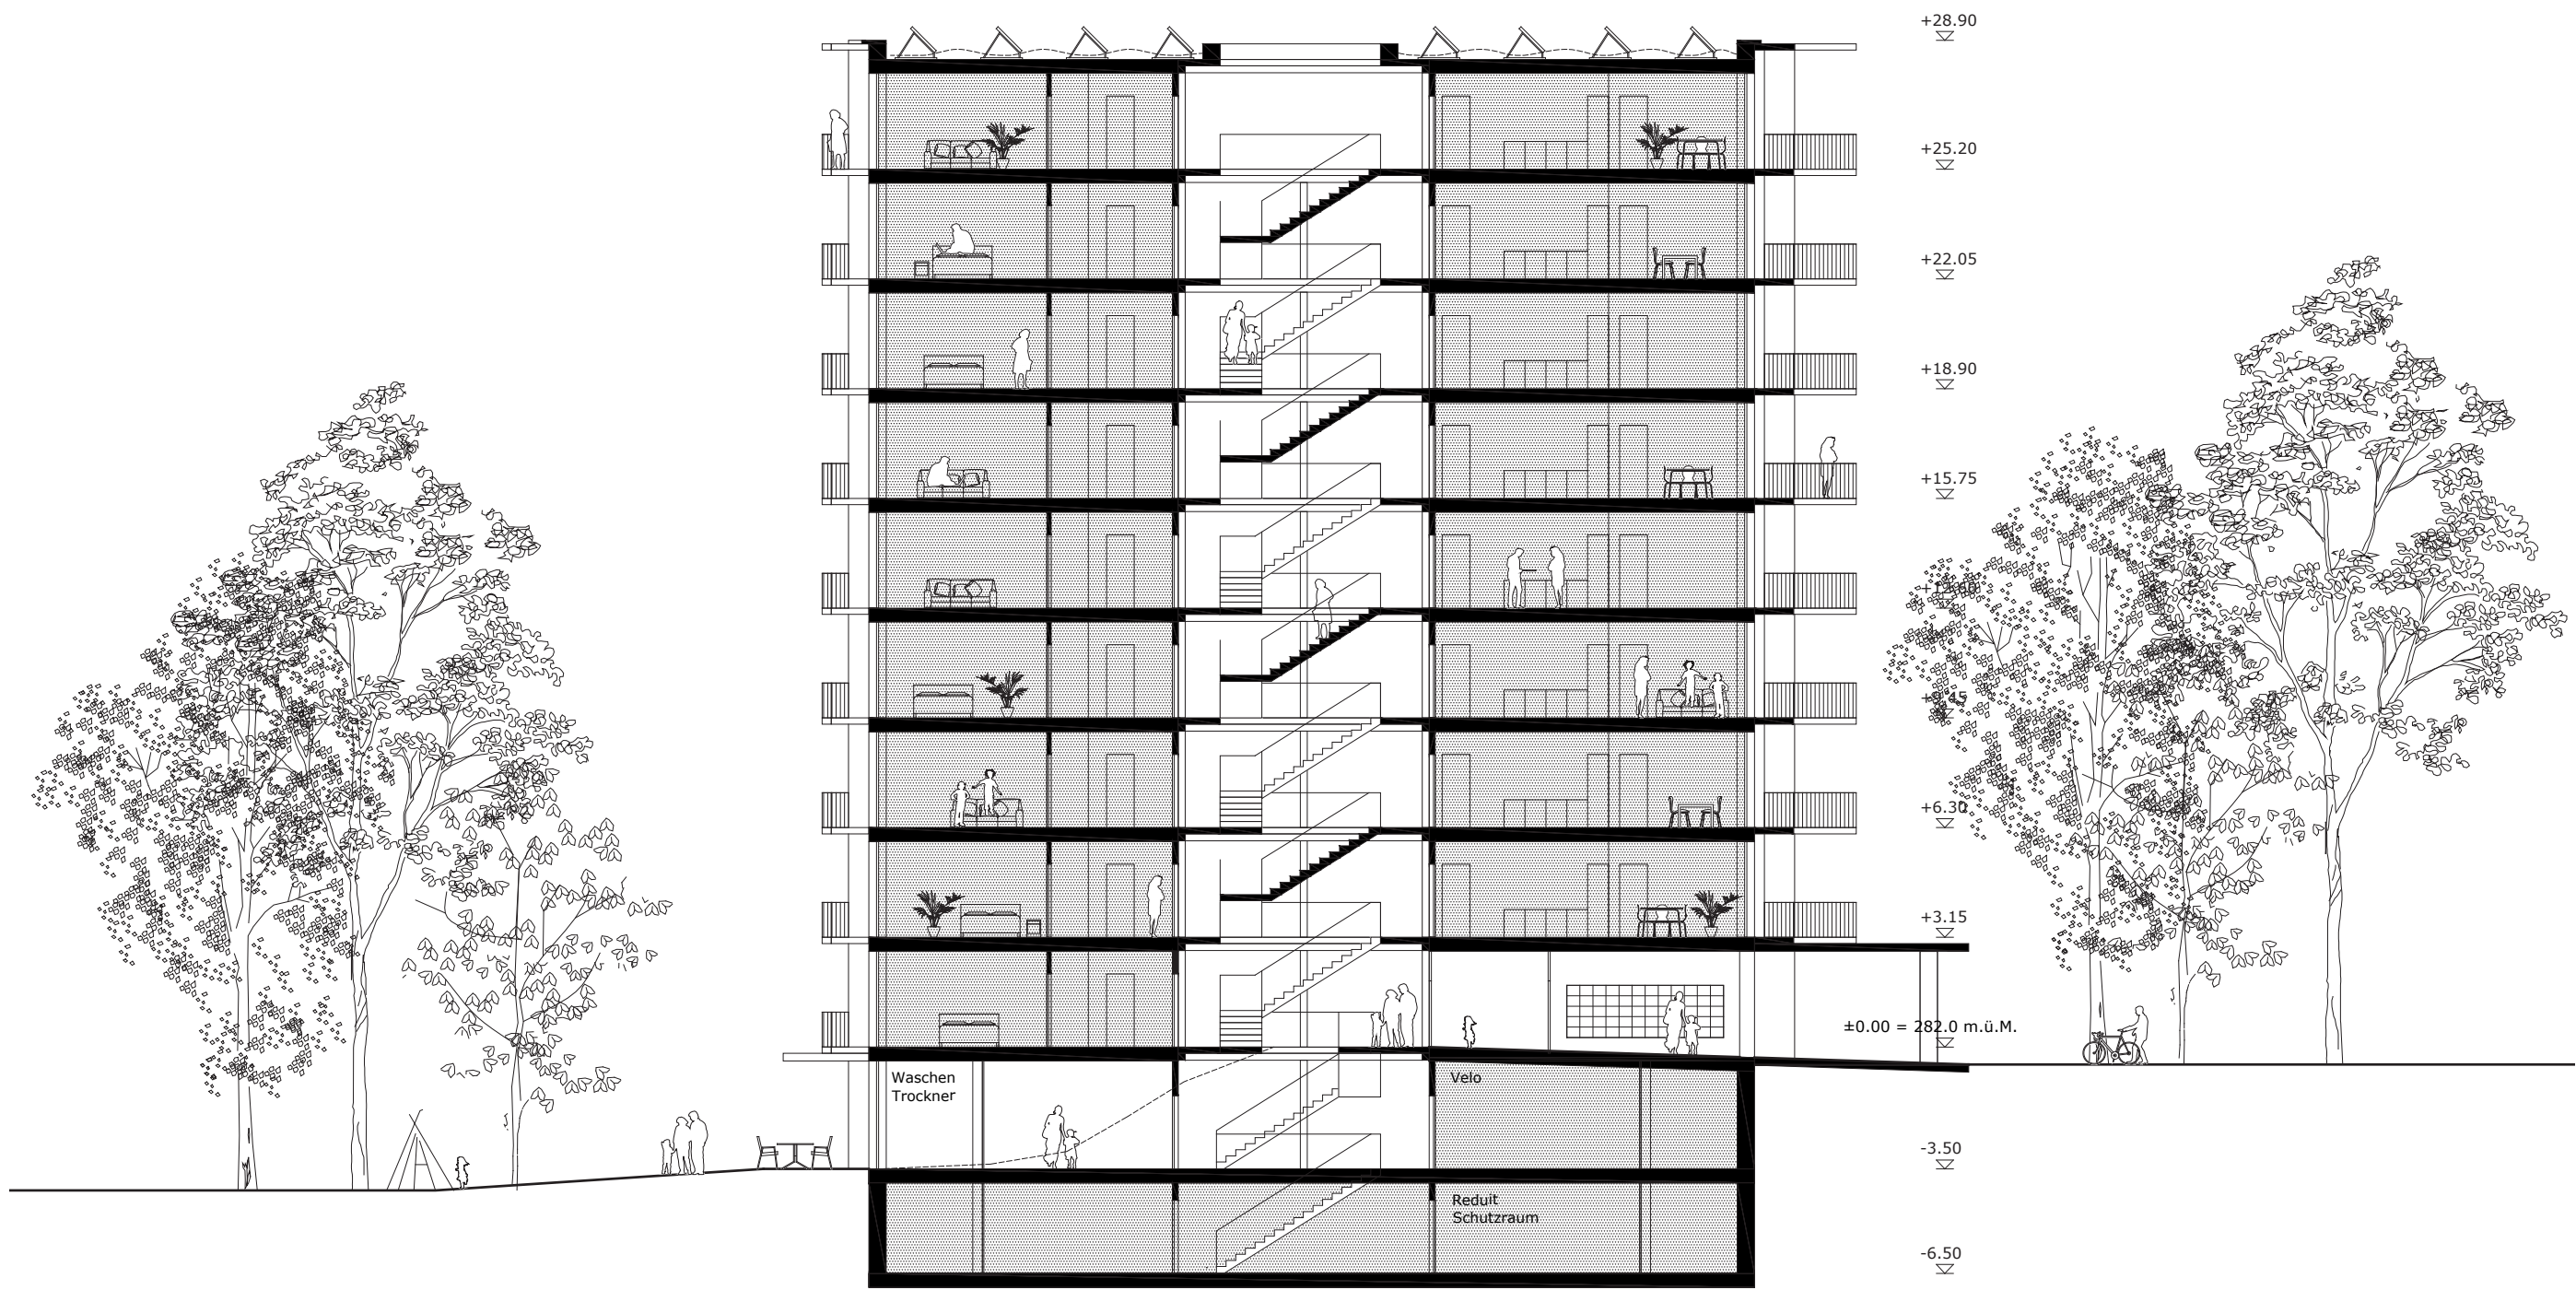 +28.90
+25.20
+22.05
+18.90
+15.75
+6.30
+3.15
±0.00 = 282.0 m.ü.M.
Waschen
Trockner
Velo
-3.50
Reduit
Schutzraum
-6.50